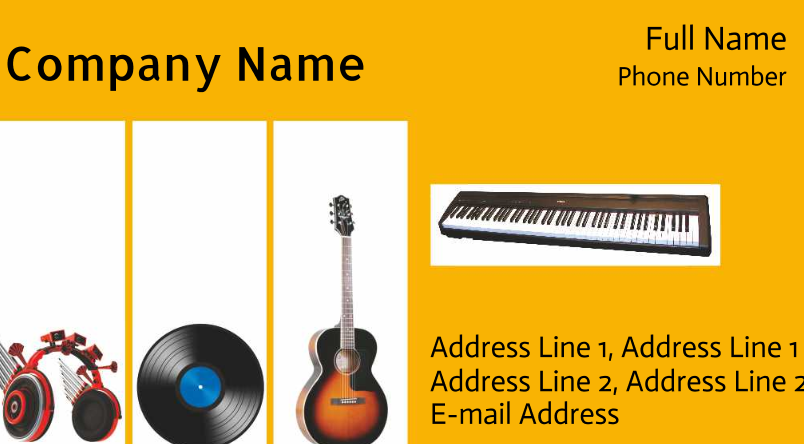 Company Name
Full Name
Phone Number
Address Line 1, Address Line 1
Address Line 2, Address Line 2
E-mail Address